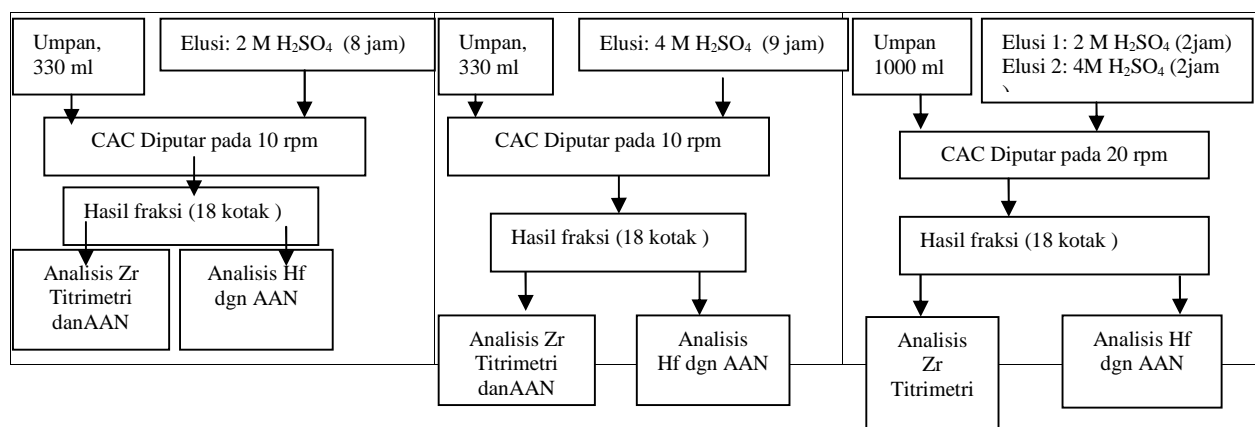 Umpan,
330 ml
Elusi: 2 M H₂SO₄ (8 jam)
CAC Diputar pada 10 rpm
Hasil fraksi (18 kotak )
Analisis Zr
Titrimetri
danAAN
Analisis Hf
dgn AAN
Umpan,
330 ml
Elusi: 4 M H₂SO₄ (9 jam)
CAC Diputar pada 10 rpm
Hasil fraksi (18 kotak )
Analisis Zr
Titrimetri
danAAN
Analisis
Hf dgn AAN
Umpan
1000 ml
Elusi 1: 2 M H₂SO₄ (2jam)
Elusi 2: 4M H₂SO₄ (2jam
CAC Diputar pada 20 rpm
Hasil fraksi (18 kotak )
Analisis
Zr
Titrimetri
Analisis Hf
dgn AAN